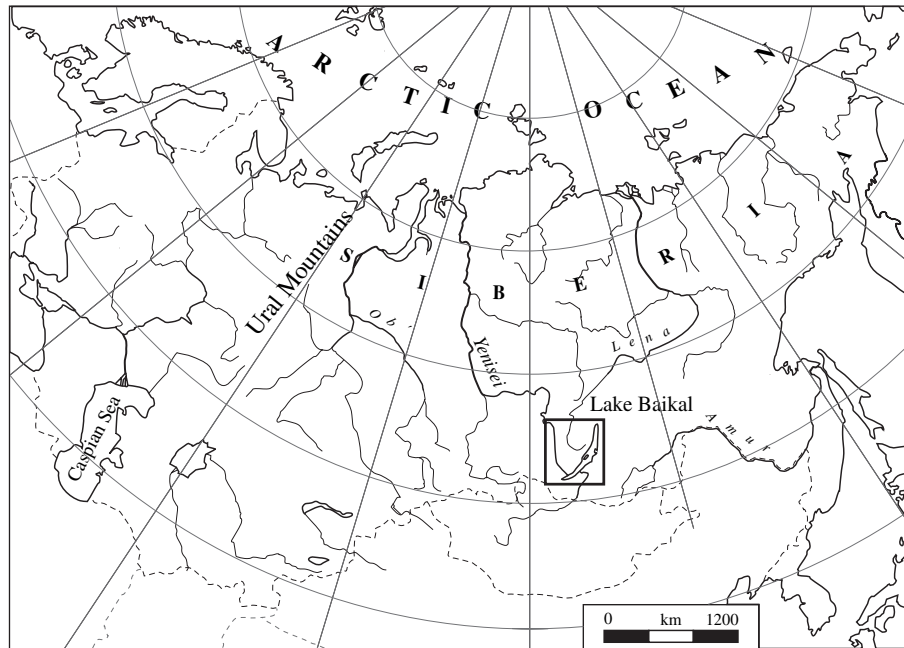 ARCTIC OCEAN
SIBERIA
Ural Mountains
Ob'
Yenisei
Lena
Lake Baikal
Amur
Caspian Sea
0 km 1200